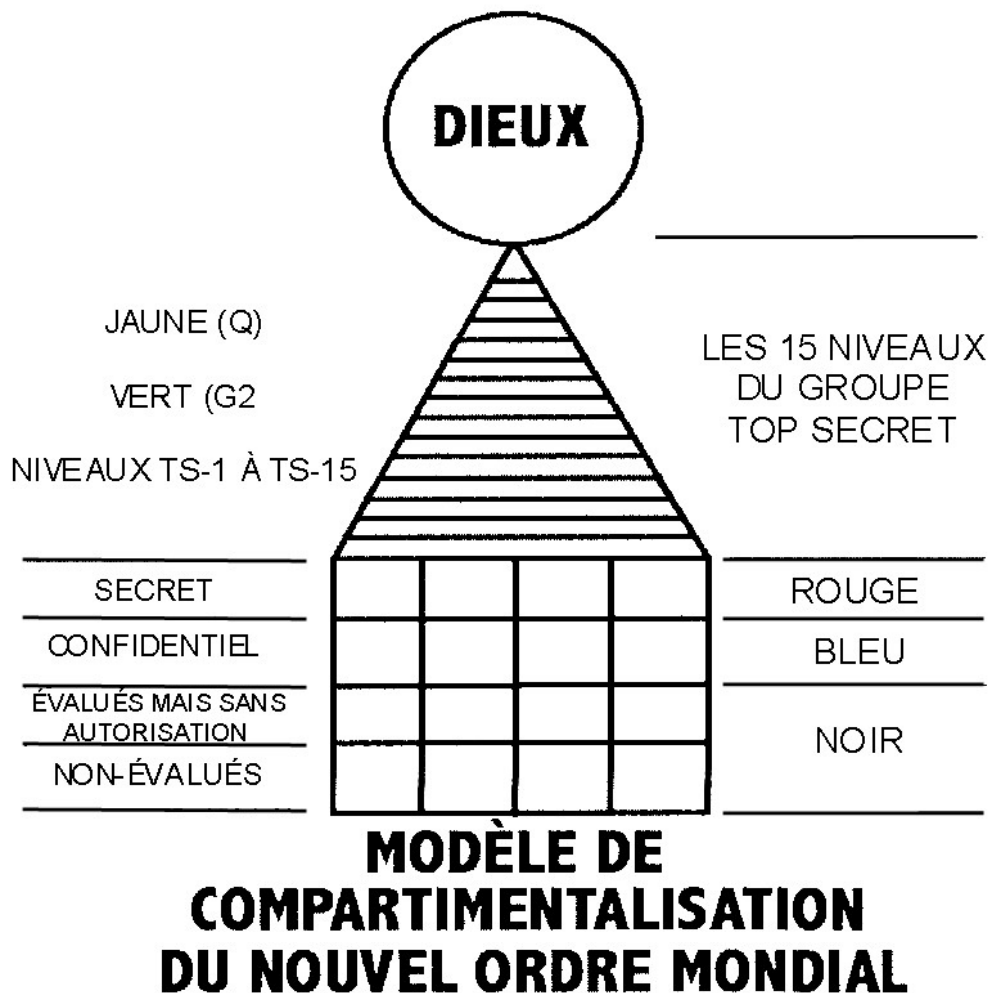 DIEUX
JAUNE (Q)
VERT (G2
NIVEAUX TS-1 À TS-15
LES 15 NIVEAUX
DU GROUPE
TOP SECRET
SECRET
ROUGE
CONFIDENTIEL
BLEU
ÉVALUÉS MAIS SANS
AUTORISATION
NOIR
NON-ÉVALUÉS
MODÈLE DE
COMPARTIMENTALISATION
DU NOUVEL ORDRE MONDIAL